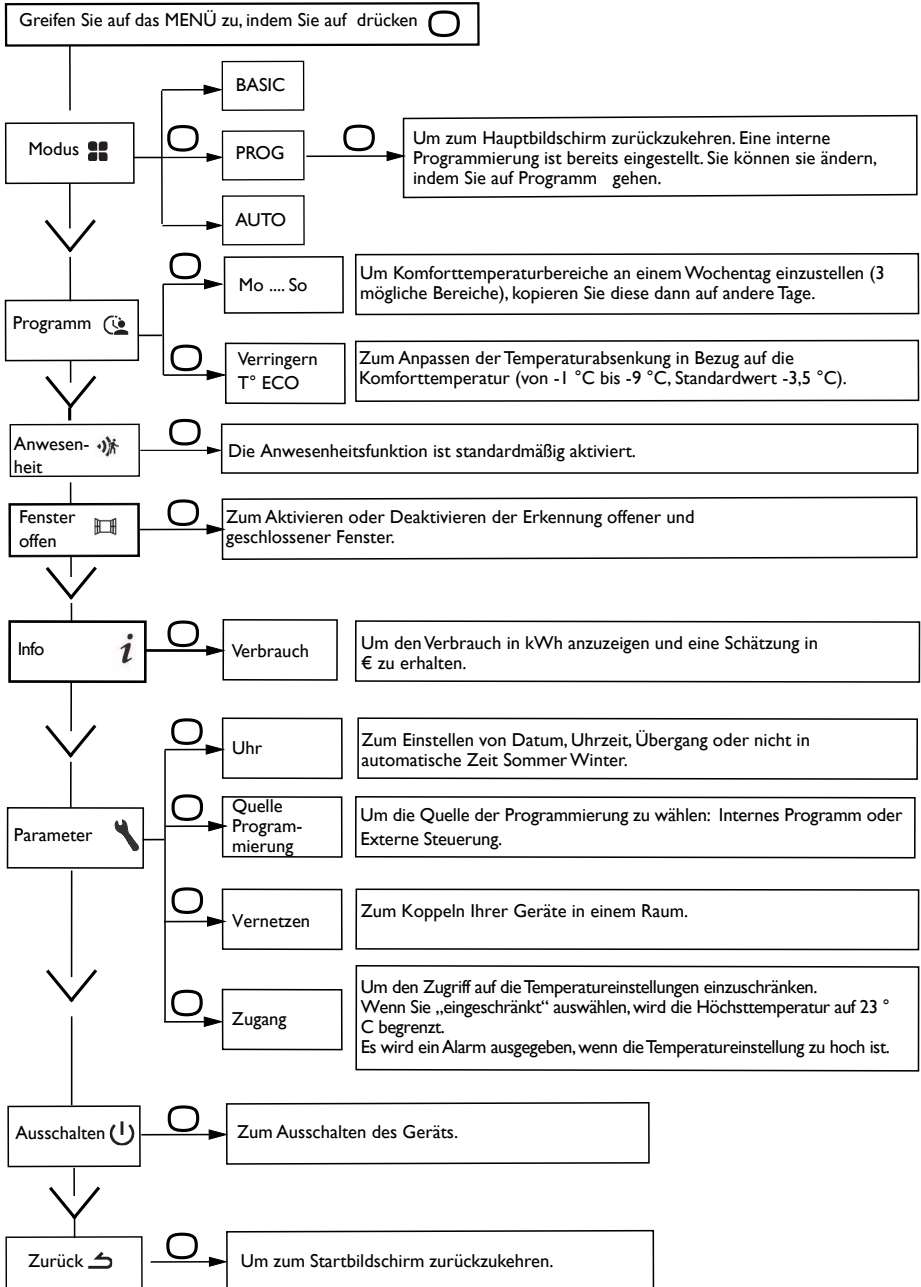 Greifen Sie auf das MENÜ zu, indem Sie auf drücken
BASIC
Modus
PROG
Um zum Hauptbildschirm zurückzukehren. Eine interne
Programmierung ist bereits eingestellt. Sie können sie ändern,
indem Sie auf Programm gehen.
AUTO
Programm
Mo .... So
Um Komforttemperaturbereiche an einem Wochentag einzustellen (3
mögliche Bereiche), kopieren Sie diese dann auf andere Tage.
Verringern
T° ECO
Zum Anpassen der Temperaturabsenkung in Bezug auf die
Komforttemperatur (von -1 °C bis -9 °C, Standardwert -3,5 °C).
Anwesen-
heit
Die Anwesenheitsfunktion ist standardmäßig aktiviert.
Fenster
offen
Zum Aktivieren oder Deaktivieren der Erkennung offener und
geschlossener Fenster.
Info
i
Verbrauch
Um den Verbrauch in kWh anzuzeigen und eine Schätzung in
€ zu erhalten.
Parameter
Uhr
Zum Einstellen von Datum, Uhrzeit, Übergang oder nicht in
automatische Zeit Sommer Winter.
Quelle
Program-
mierung
Um die Quelle der Programmierung zu wählen: Internes Programm oder
Externe Steuerung.
Vernetzen
Zum Koppeln Ihrer Geräte in einem Raum.
Zugang
Um den Zugriff auf die Temperatureinstellungen einzuschränken.
Wenn Sie „eingeschränkt“ auswählen, wird die Höchsttemperatur auf 23 °
C begrenzt.
Es wird ein Alarm ausgegeben, wenn die Temperatureinstellung zu hoch ist.
Ausschalten
Zum Ausschalten des Geräts.
Zurück
Um zum Startbildschirm zurückzukehren.